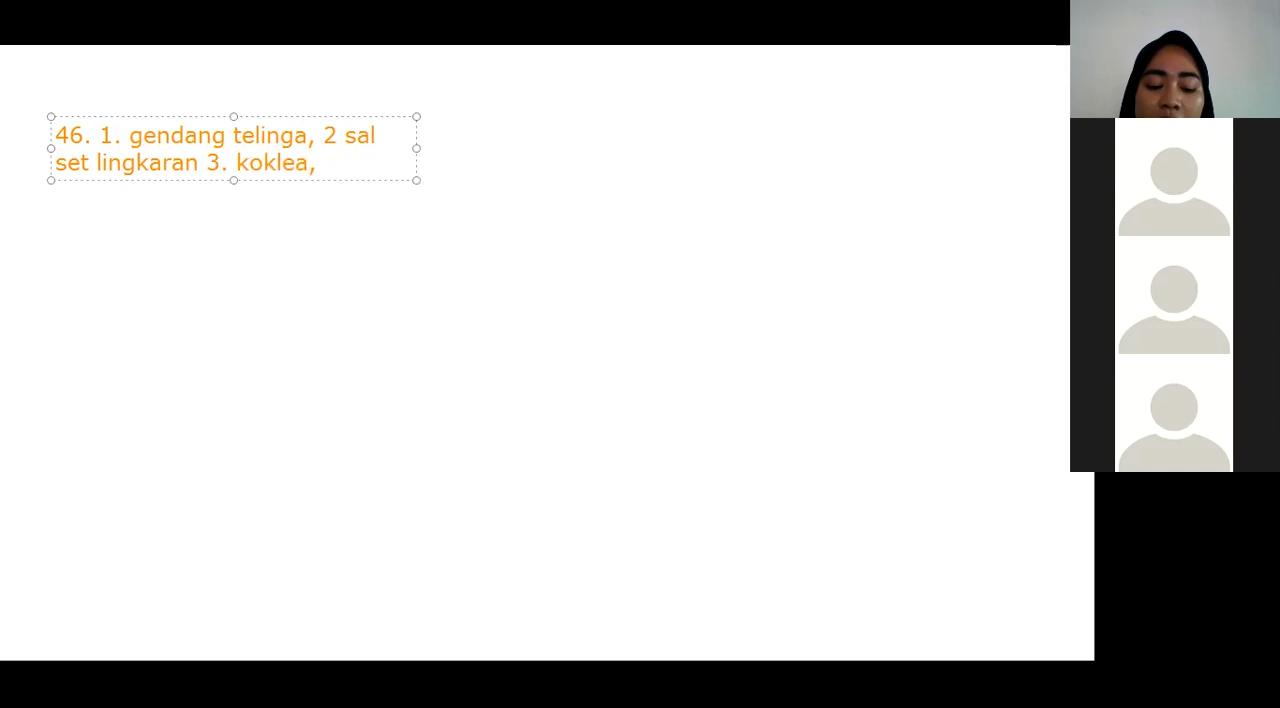 46. 1. gendang telinga, 2 sal
set lingkaran 3. koklea,